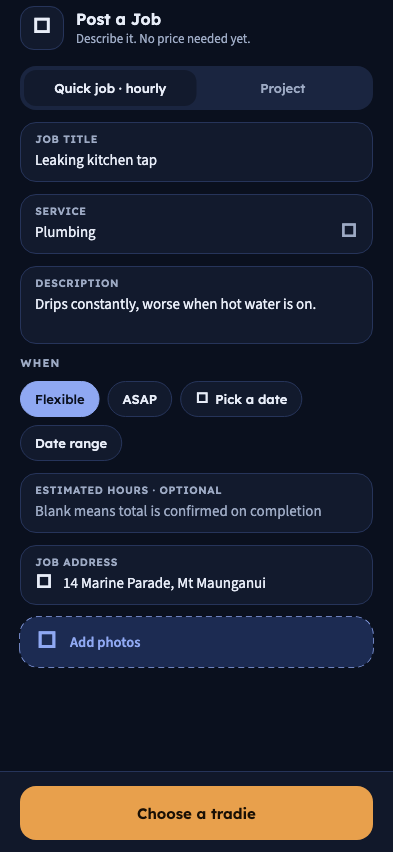 Post a Job
Describe it. No price needed yet.
Quick job · hourly
Project
JOB TITLE
Leaking kitchen tap
SERVICE
Plumbing
DESCRIPTION
Drips constantly, worse when hot water is on.
WHEN
Flexible
ASAP
Pick a date
Date range
ESTIMATED HOURS · OPTIONAL
Blank means total is confirmed on completion
JOB ADDRESS
14 Marine Parade, Mt Maunganui
Add photos
Choose a tradie